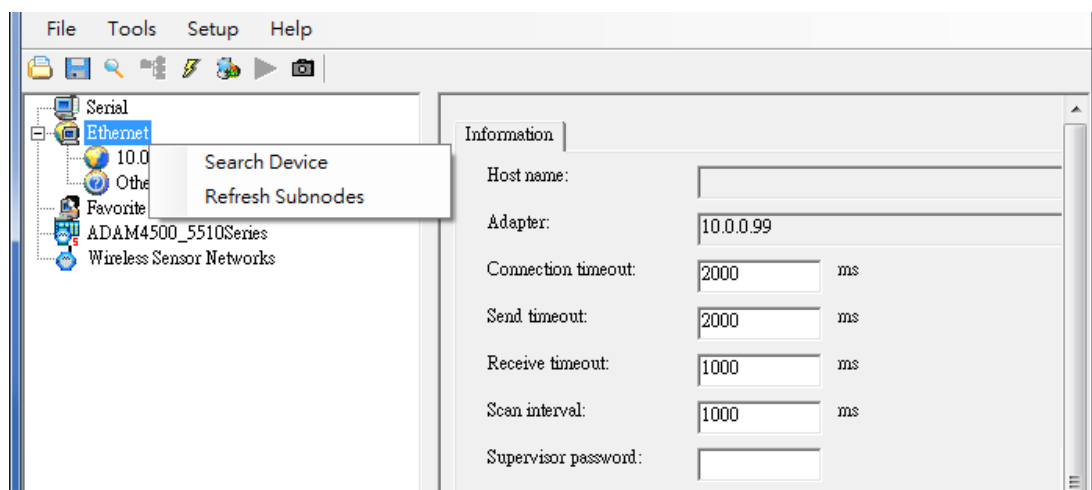 File Tools Setup Help
Serial
Ethernet
10.0
Othe
Favorite
ADAM4500_5510Series
Wireless Sensor Networks
Search Device
Refresh Subnodes
Information
Host name:
Adapter: 10.0.0.99
Connection timeout: 2000 ms
Send timeout: 2000 ms
Receive timeout: 1000 ms
Scan interval: 1000 ms
Supervisor password: